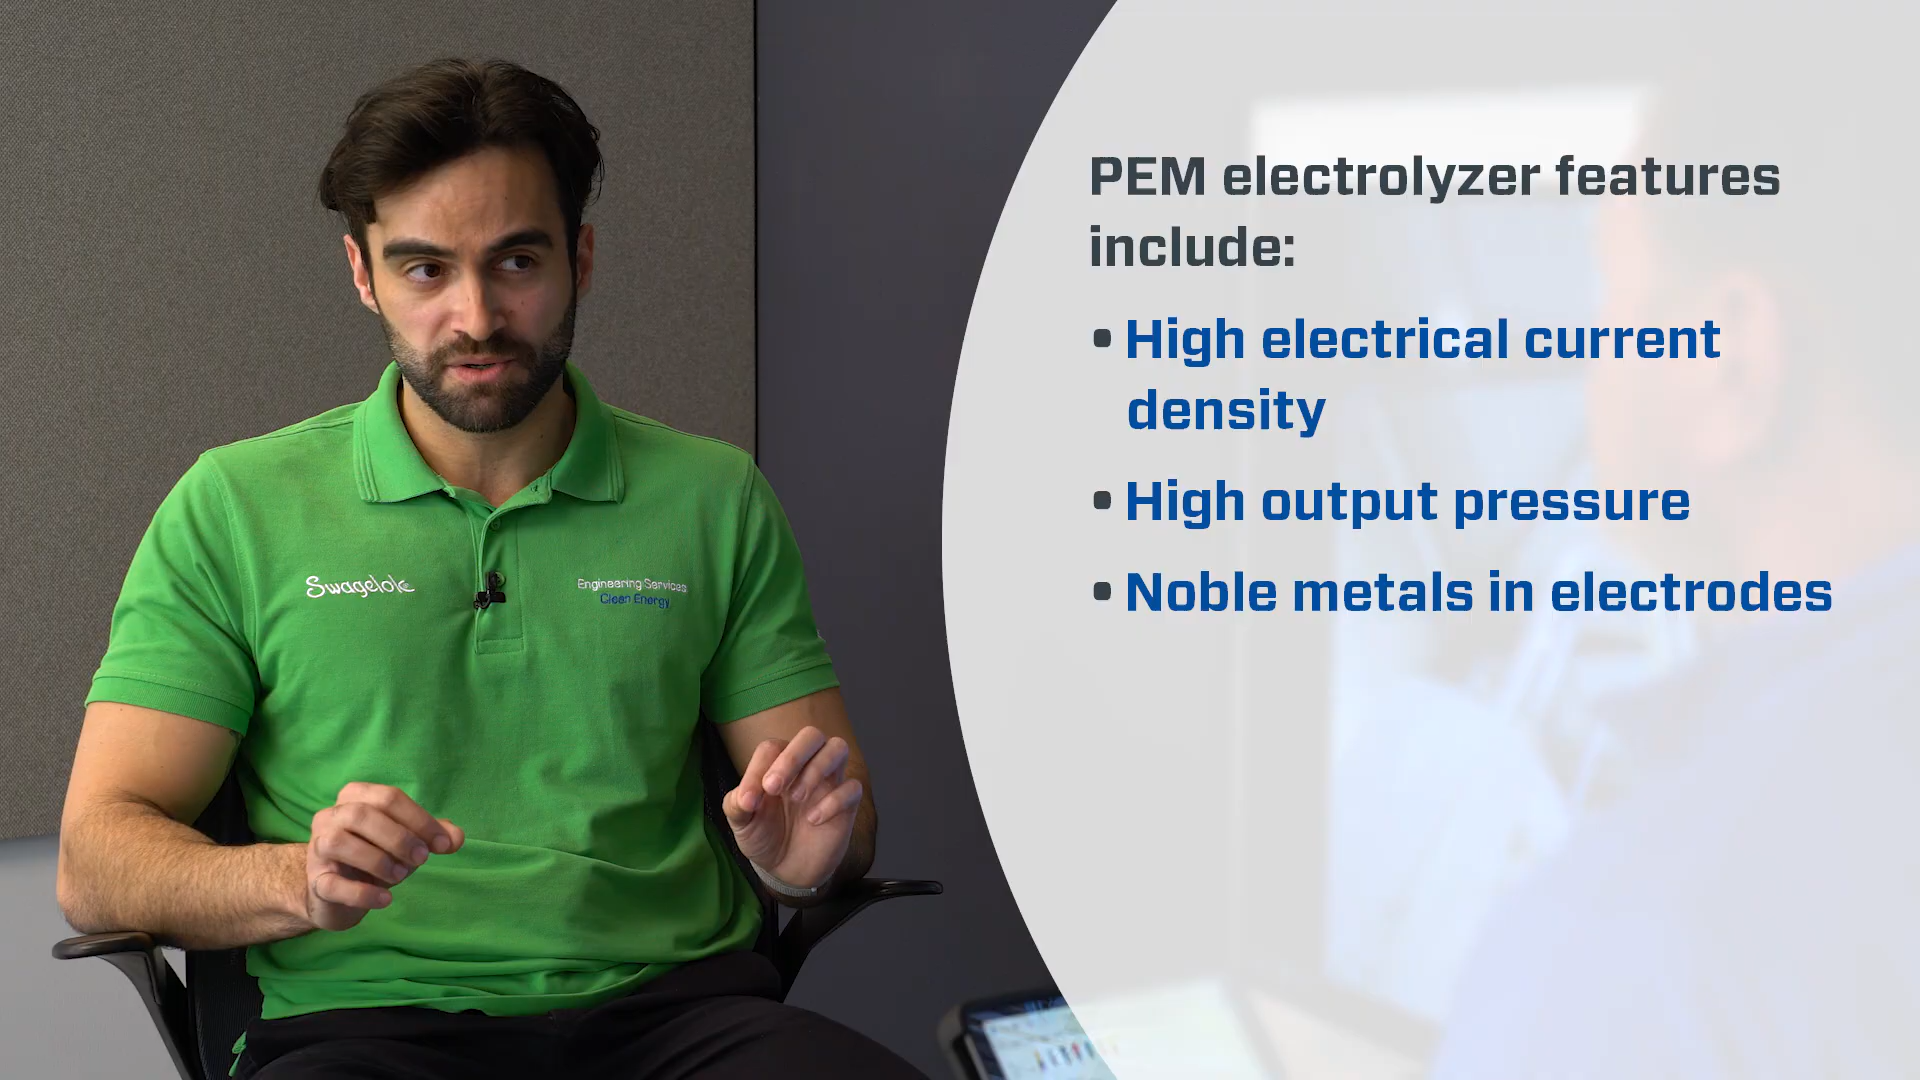 PEM electrolyzer features
include:
• High electrical current
density
• High output pressure
• Noble metals in electrodes
Swagelok
Engineering Services
Clean Energy